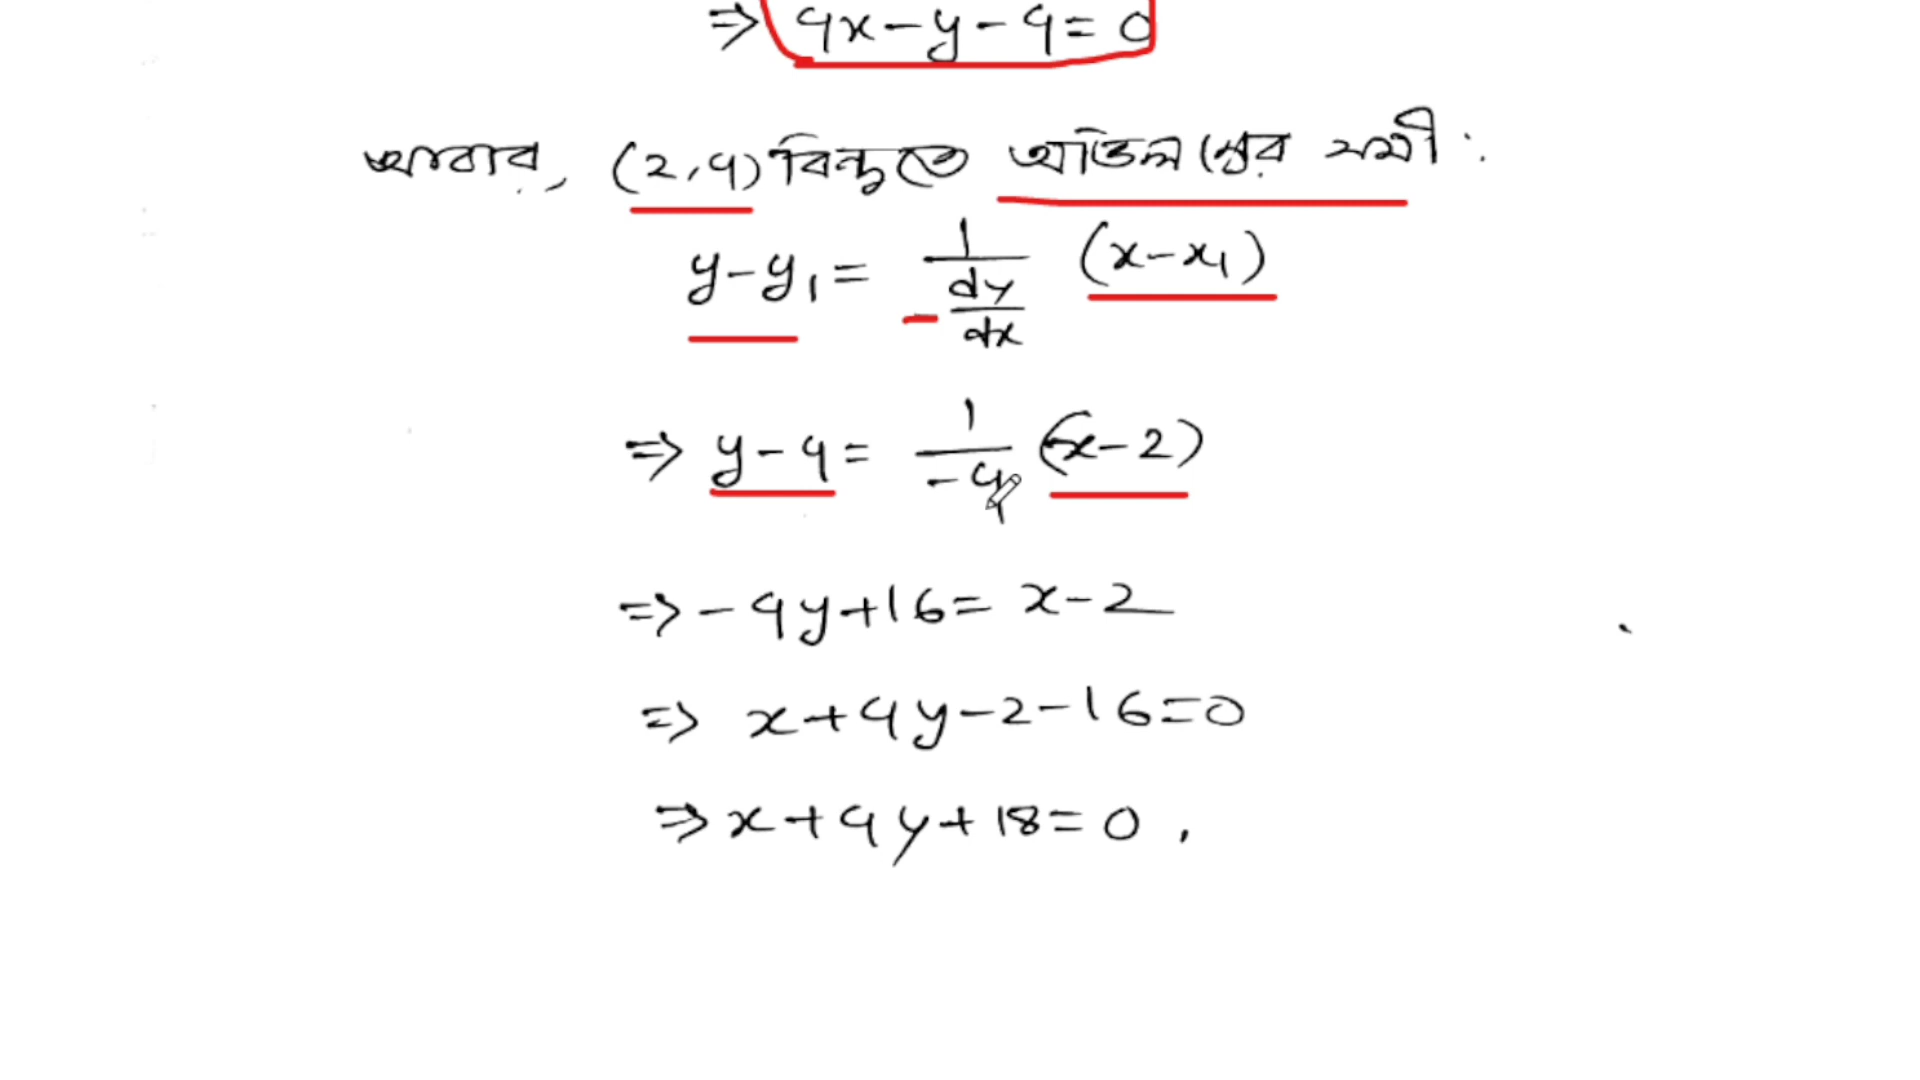 ⇒ 4x-y-4=0
আবার, (2,4) বিন্দুতে অভিলম্বের সমী:
y-y₁= - 1/(dy/dx) (x-x₁)
⇒ y-4= 1/-4 (x-2)
⇒ -4y+16= x-2
⇒ x+4y-2-16=0
⇒ x+4y+18=0,